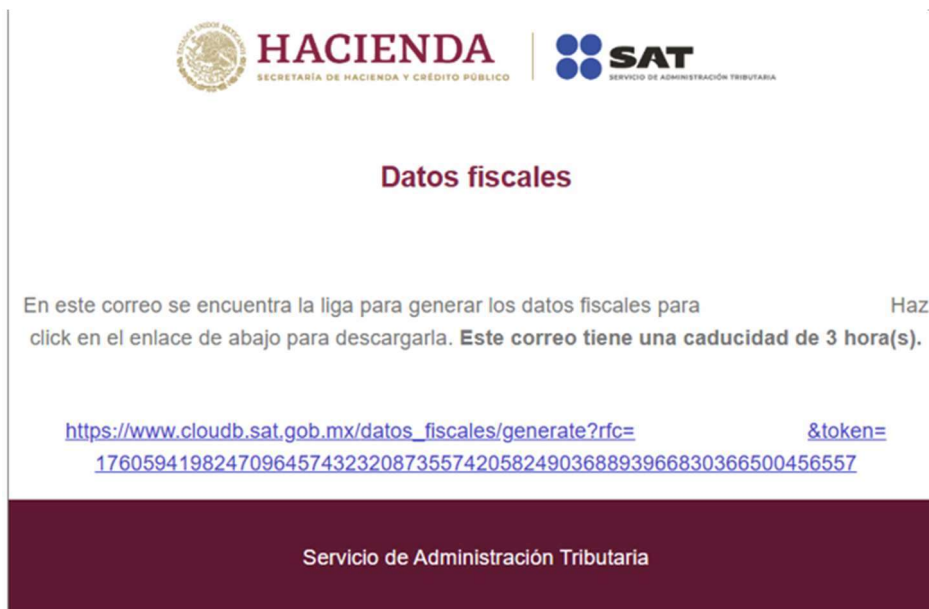 HACIENDA
SECRETARÍA DE HACIENDA Y CRÉDITO PÚBLICO
SAT
SERVICIO DE ADMINISTRACIÓN TRIBUTARIA
Datos fiscales
En este correo se encuentra la liga para generar los datos fiscales para Haz
click en el enlace de abajo para descargarla. Este correo tiene una caducidad de 3 hora(s).
https://www.cloudb.sat.gob.mx/datos_fiscales/generate?rfc= &token=
1760594198247096457432320873557420582490368893966830366500456557
Servicio de Administración Tributaria